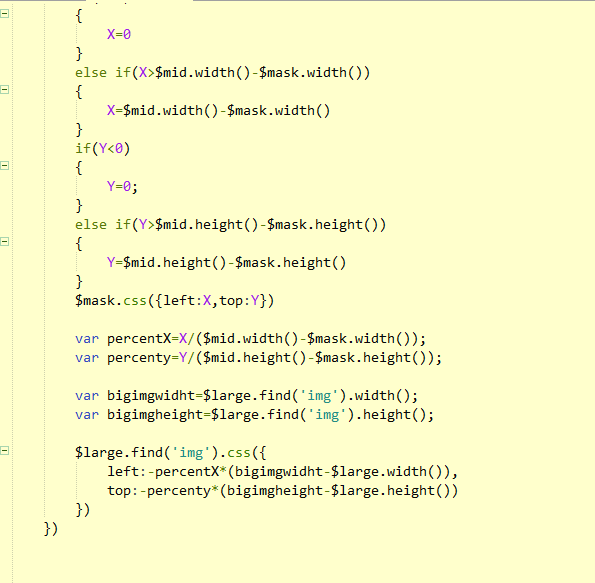 {
X=0
}
else if(X>$mid.width()-$mask.width())
{
X=$mid.width()-$mask.width()
}
if(Y<0)
{
Y=0;
}
else if(Y>$mid.height()-$mask.height())
{
Y=$mid.height()-$mask.height()
}
$mask.css({left:X,top:Y})
var percentX=X/($mid.width()-$mask.width());
var percenty=Y/($mid.height()-$mask.height());
var bigimgwidht=$large.find('img').width();
var bigimgheight=$large.find('img').height();
$large.find('img').css({
left:-percentX*(bigimgwidht-$large.width()),
top:-percenty*(bigimgheight-$large.height())
})
})